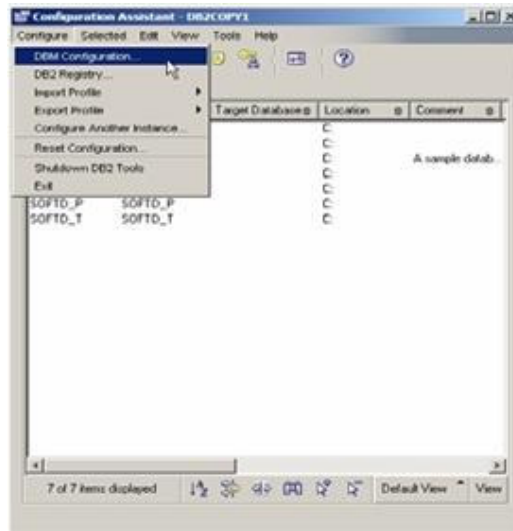 Configuration Assistant - DB2COPY1
Configure Selected Edit View Tools Help
DBM Configuration...
DB2 Registry...
Import Profile
Export Profile
Configure Another Instance...
Reset Configuration...
Shutdown DB2 Tools
Exit
Target Database Location Comment
C:
C:
C:
A sample datab...
C:
C:
SOFTD_P SOFTD_P C:
SOFTD_T SOFTD_T C:
7 of 7 items displayed Default View View